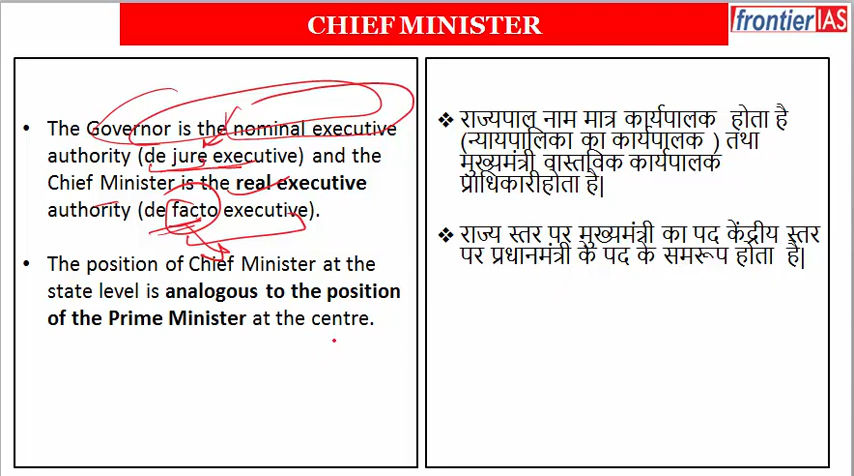 CHIEF MINISTER
frontierIAS
• The Governor is the nominal executive
authority (de jure executive) and the
Chief Minister is the real executive
authority (de facto executive).
• The position of Chief Minister at the
state level is analogous to the position
of the Prime Minister at the centre.
❖ राज्यपाल नाम मात्र कार्यपालक होता है
(न्यायपालिका का कार्यपालक ) तथा
मुख्यमंत्री वास्तविक कार्यपालक
प्राधिकारीहोता है|
❖ राज्य स्तर पर मुख्यमंत्री का पद केंद्रीय स्तर
पर प्रधानमंत्री के पद के समरूप होता है|